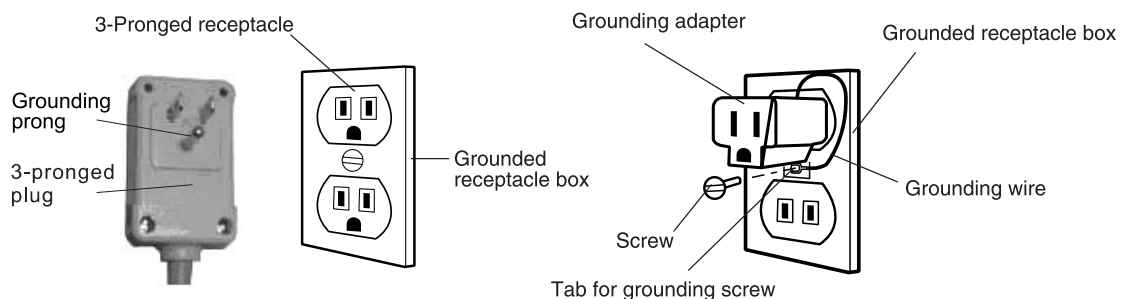 3-Pronged receptacle
Grounding
prong
3-pronged
plug
Grounded
receptacle box
Grounding adapter
Grounded receptacle box
Grounding wire
Screw
Tab for grounding screw